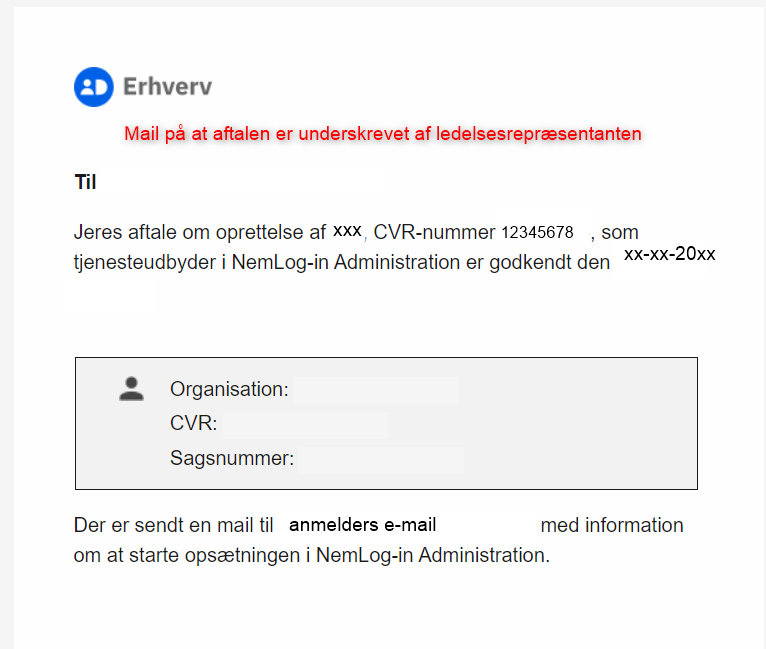 Erhverv
Mail på at aftalen er underskrevet af ledelsesrepræsentanten
Til
Jeres aftale om oprettelse af xxx, CVR-nummer 12345678 , som
tjenesteudbyder i NemLog-in Administration er godkendt den xx-xx-20xx
Organisation:
CVR:
Sagsnummer:
Der er sendt en mail til anmelders e-mail med information
om at starte opsætningen i NemLog-in Administration.